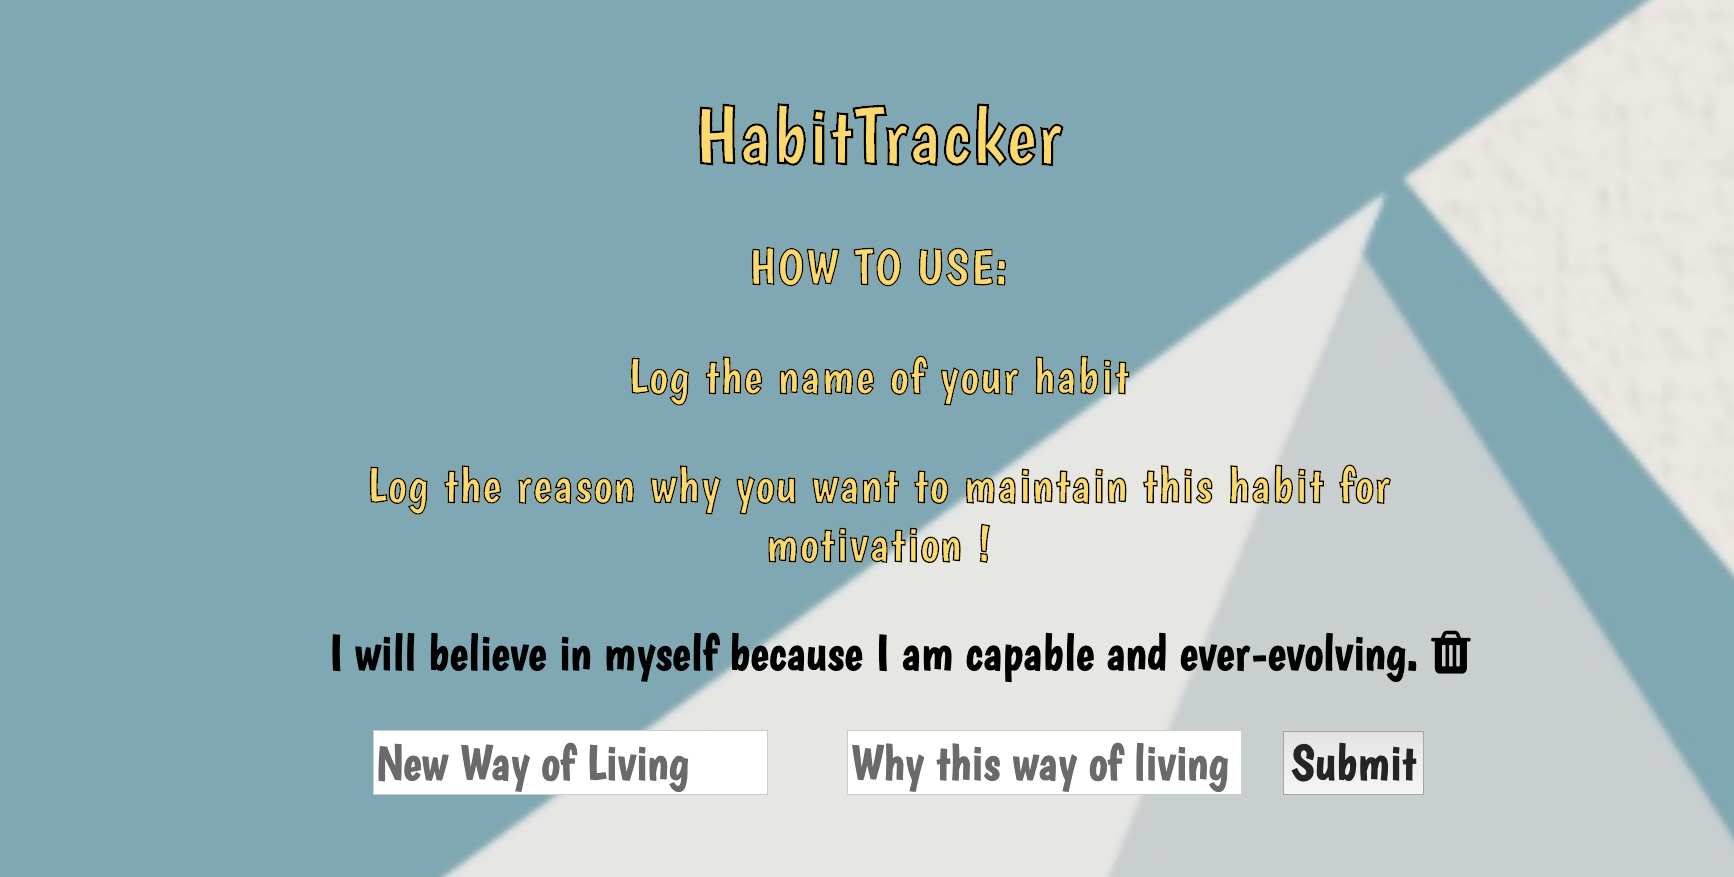 HabitTracker
HOW TO USE:
Log the name of your habit
Log the reason why you want to maintain this habit for
motivation !
I will believe in myself because I am capable and ever-evolving.
New Way of Living
Why this way of living
Submit